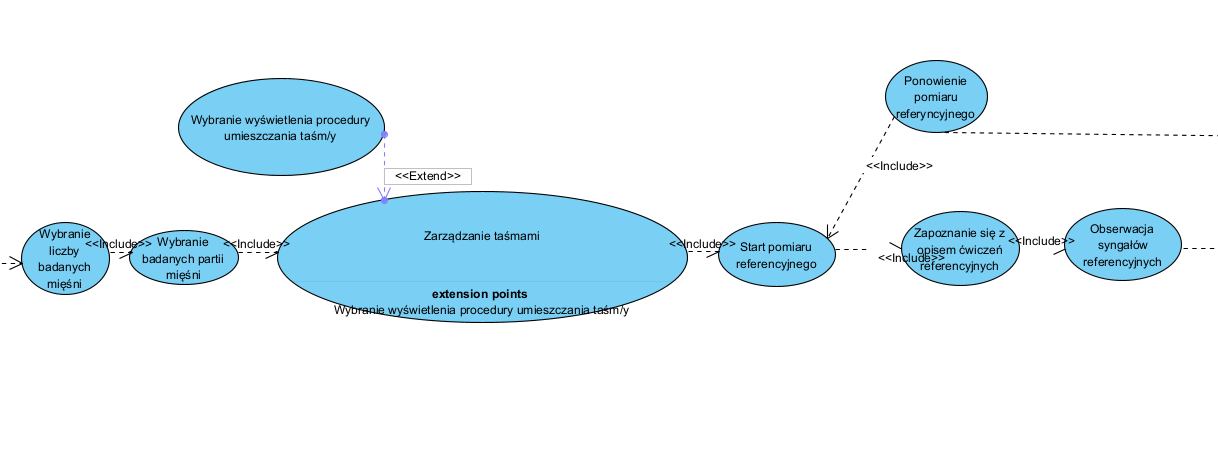 Ponowienie
pomiaru
referyncyjnego
Wybranie wyświetlenia procedury
umieszczania taśm/y
<<Include>>
<<Extend>>
Wybranie
liczby
badanych
mięśni
<<Include>>
Wybranie
badanych partii
mięśni
<<Include>>
Zarządzanie taśmami
extension points
Wybranie wyświetlenia procedury umieszczania taśm/y
<<Include>>
Start pomiaru
referencyjnego
<<Include>>
Zapoznanie się z
opisem ćwiczeń
referencyjnych
<<Include>>
Obserwacja
syngałów
referencyjnych